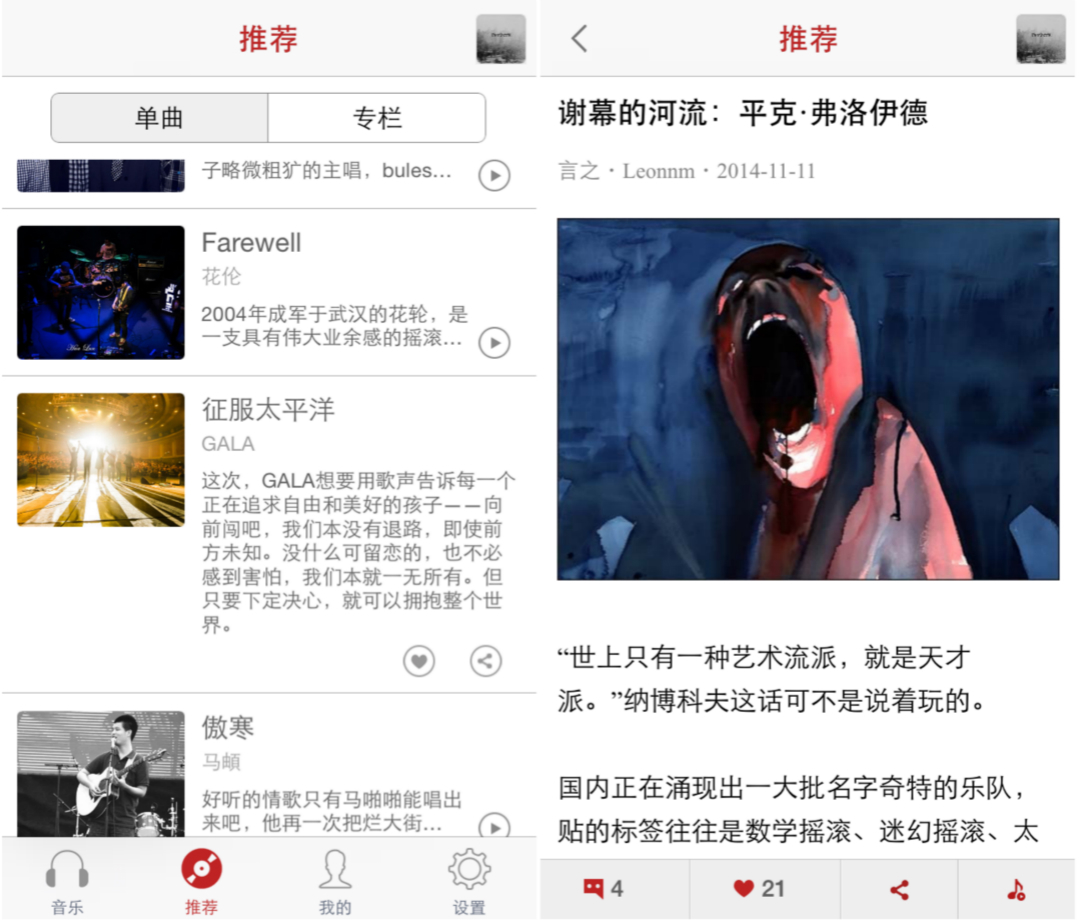 推荐
单曲
专栏
子略微粗犷的主唱，bules...
Farewell
花伦
2004年成军于武汉的花轮，是
一支具有伟大业余感的摇滚...
征服太平洋
GALA
这次，GALA想要用歌声告诉每一个
正在追求自由和美好的孩子——向
前闯吧，我们本没有退路，即使前
方未知。没什么可留恋的，也不必
感到害怕，我们本就一无所有。但
只要下定决心，就可以拥抱整个世
界。
傲寒
马頔
好听的情歌只有马啪啪能唱出
来吧，他再一次把烂大街...
音乐
推荐
我的
设置
推荐
谢幕的河流：平克·弗洛伊德
言之·Leonnm·2014-11-11
“世上只有一种艺术流派，就是天才
派。”纳博科夫这话可不是说着玩的。
国内正在涌现出一大批名字奇特的乐队，
贴的标签往往是数学摇滚、迷幻摇滚、太
4
21